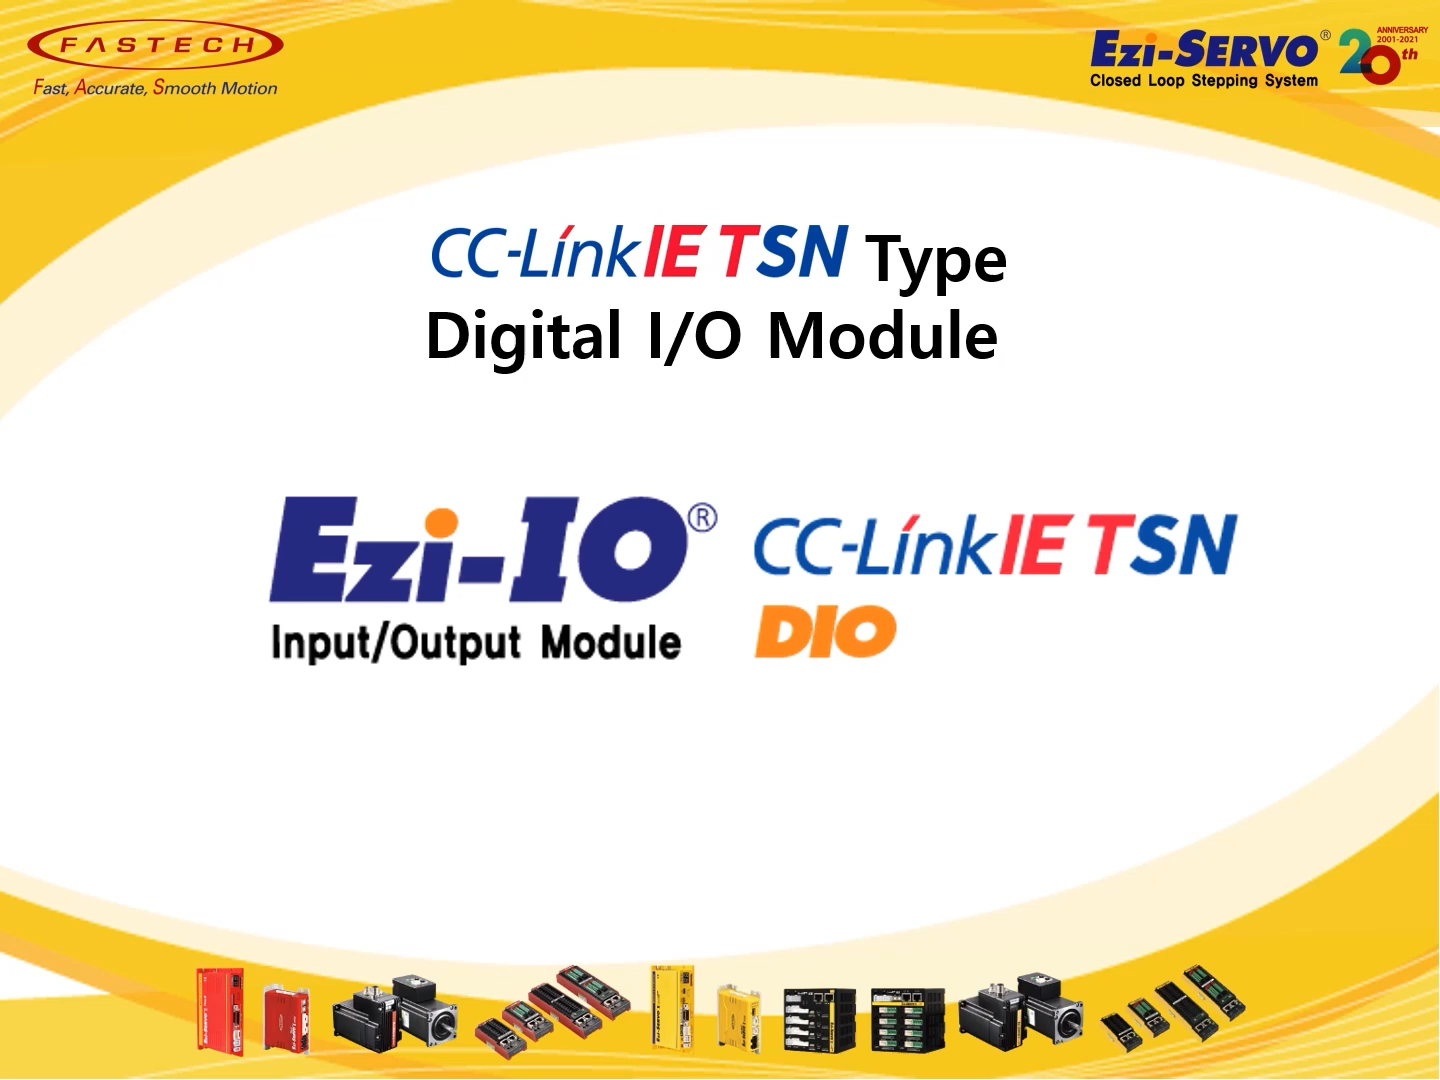 FASTECH
Fast, Accurate, Smooth Motion
Ezi-SERVO®
Closed Loop Stepping System
20th
ANNIVERSARY
2001-2021
CC-Link IE TSN Type
Digital I/O Module
Ezi-IO®
Input/Output Module
CC-Link IE TSN
DIO